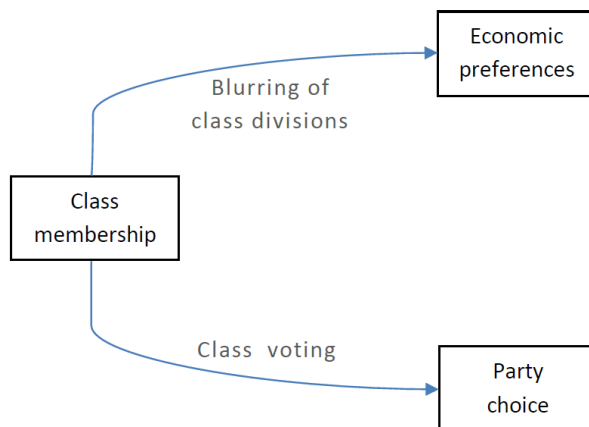 Economic
preferences
Blurring of
class divisions
Class
membership
Class voting
Party
choice